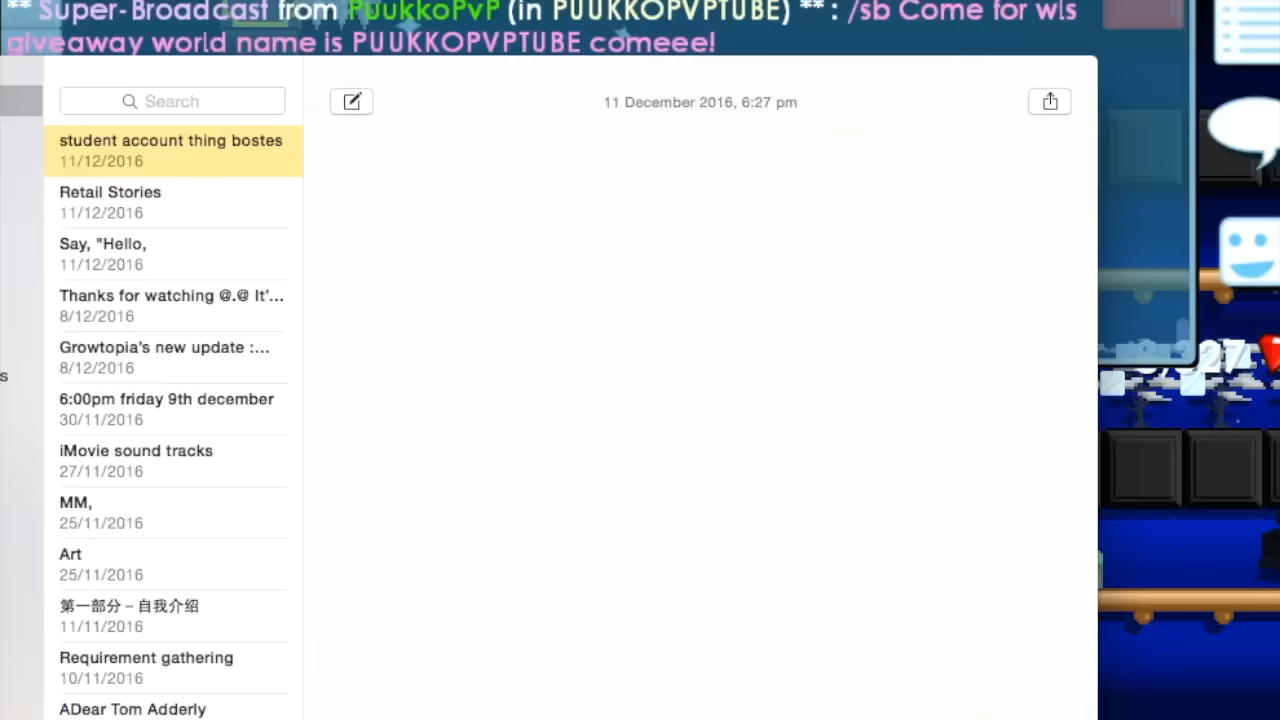 ** Super-Broadcast from PuukkoPvP (in PUUKKOPVPTUBE) ** : /sb Come for wls
giveaway world name is PUUKKOPVPTUBE comeee!
Search
11 December 2016, 6:27 pm
student account thing bostes
11/12/2016
Retail Stories
11/12/2016
Say, "Hello,
11/12/2016
Thanks for watching @.@ It'...
8/12/2016
Growtopia's new update :...
8/12/2016
s
6:00pm friday 9th december
30/11/2016
iMovie sound tracks
27/11/2016
MM,
25/11/2016
Art
25/11/2016
第一部分 – 自我介绍
11/11/2016
Requirement gathering
10/11/2016
ADear Tom Adderly